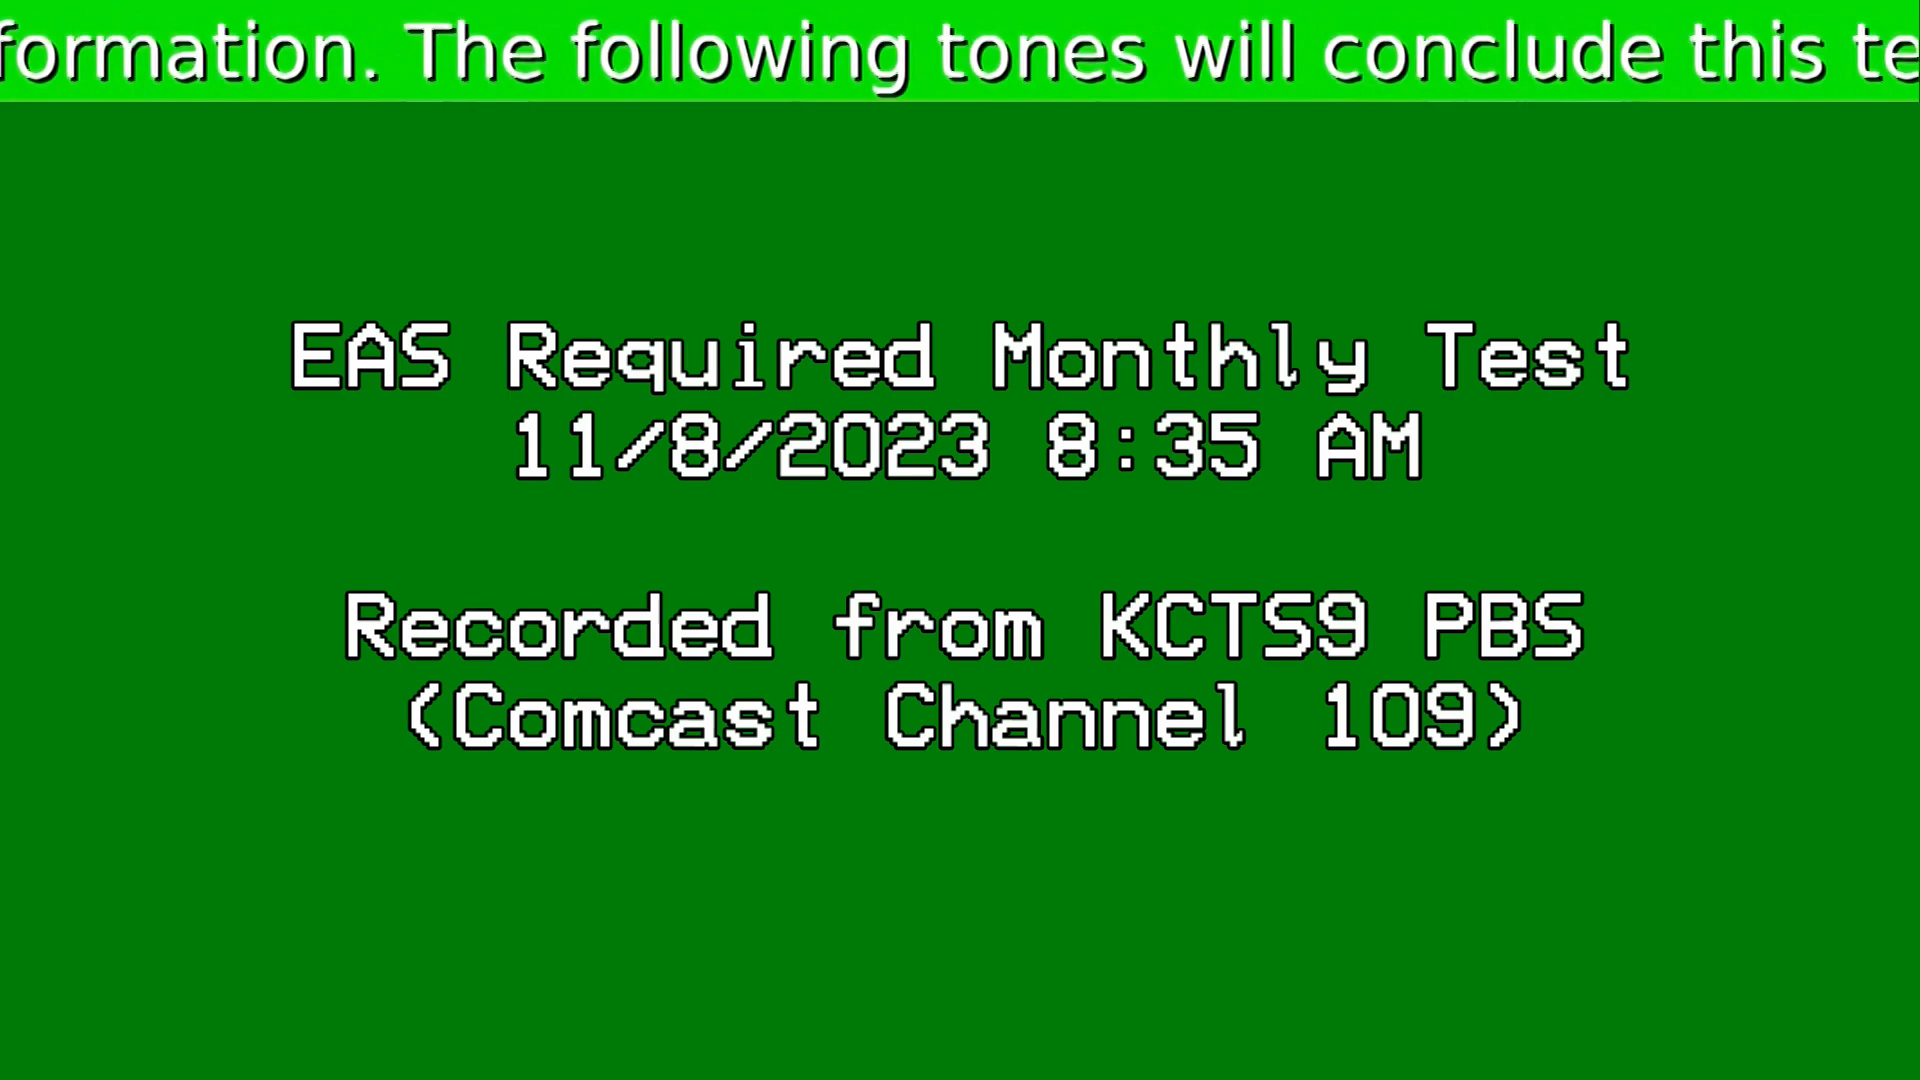 formation. The following tones will conclude this te
EAS Required Monthly Test
11/8/2023 8:35 AM
Recorded from KCTS9 PBS
(Comcast Channel 109)